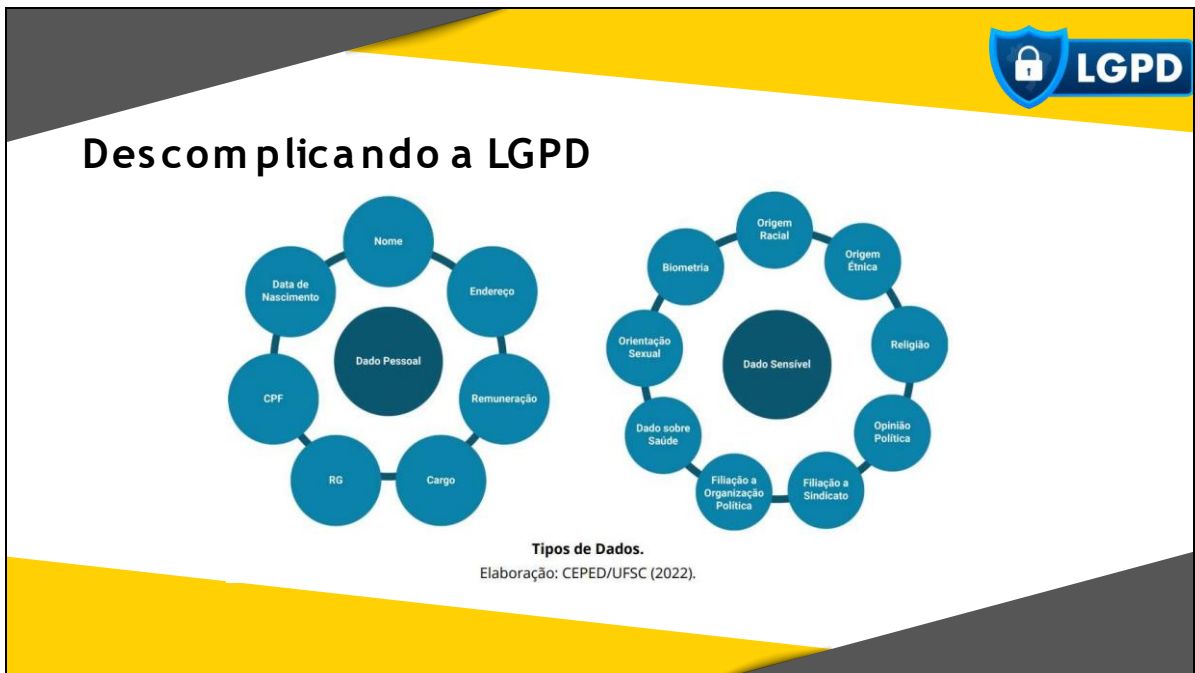 LGPD
Descomplicando a LGPD
Nome
Endereço
Remuneração
Cargo
RG
CPF
Data de
Nascimento
Dado Pessoal
Origem
Racial
Origem
Étnica
Religião
Opinião
Política
Filiação a
Sindicato
Filiação a
Organização
Política
Dado sobre
Saúde
Orientação
Sexual
Biometria
Dado Sensível
Tipos de Dados.
Elaboração: CEPED/UFSC (2022).